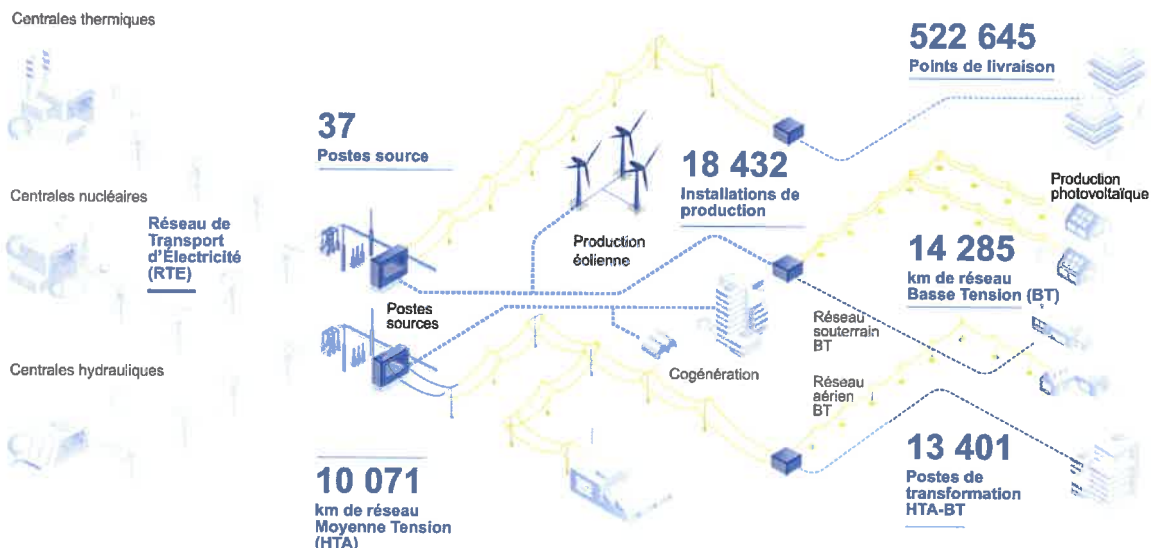 Centrales thermiques
Centrales nucléaires
Réseau de
Transport
d'Électricité
(RTE)
Centrales hydrauliques
37
Postes source
Postes
sources
10 071
km de réseau
Moyenne Tension
(HTA)
Production
éolienne
18 432
Installations de
production
Cogénération
522 645
Points de livraison
Production
photovoltaïque
14 285
km de réseau
Basse Tension (BT)
Réseau
souterrain
BT
Réseau
aérien
BT
13 401
Postes de
transformation
HTA-BT